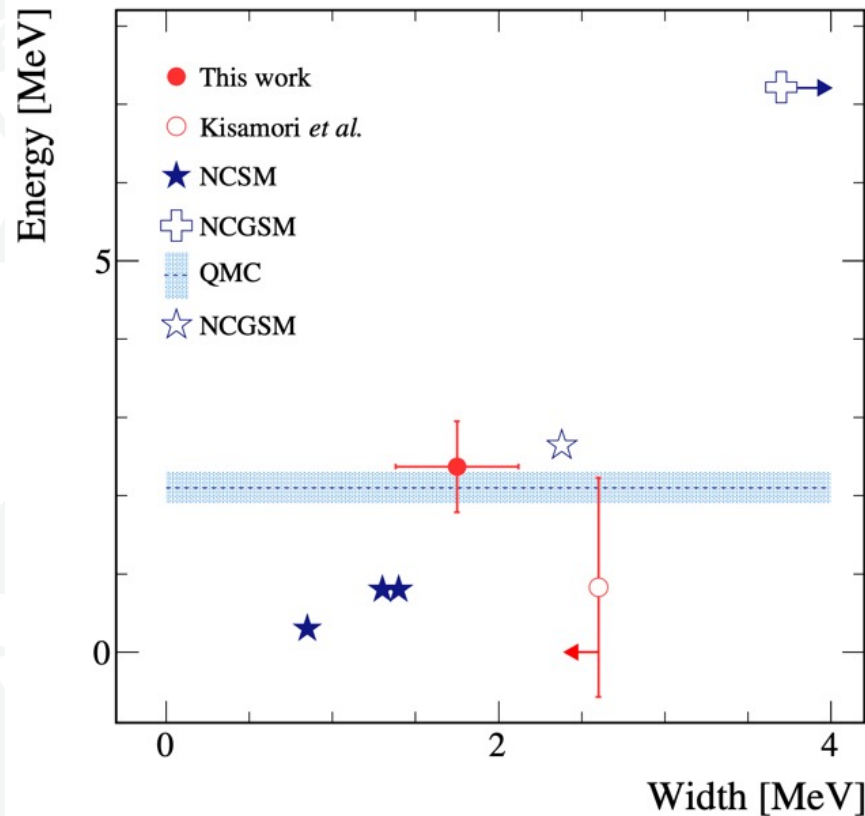 Energy [MeV]
This work
Kisamori et al.
NCSM
NCGSM
QMC
NCGSM
5
0
0
2
4
Width [MeV]